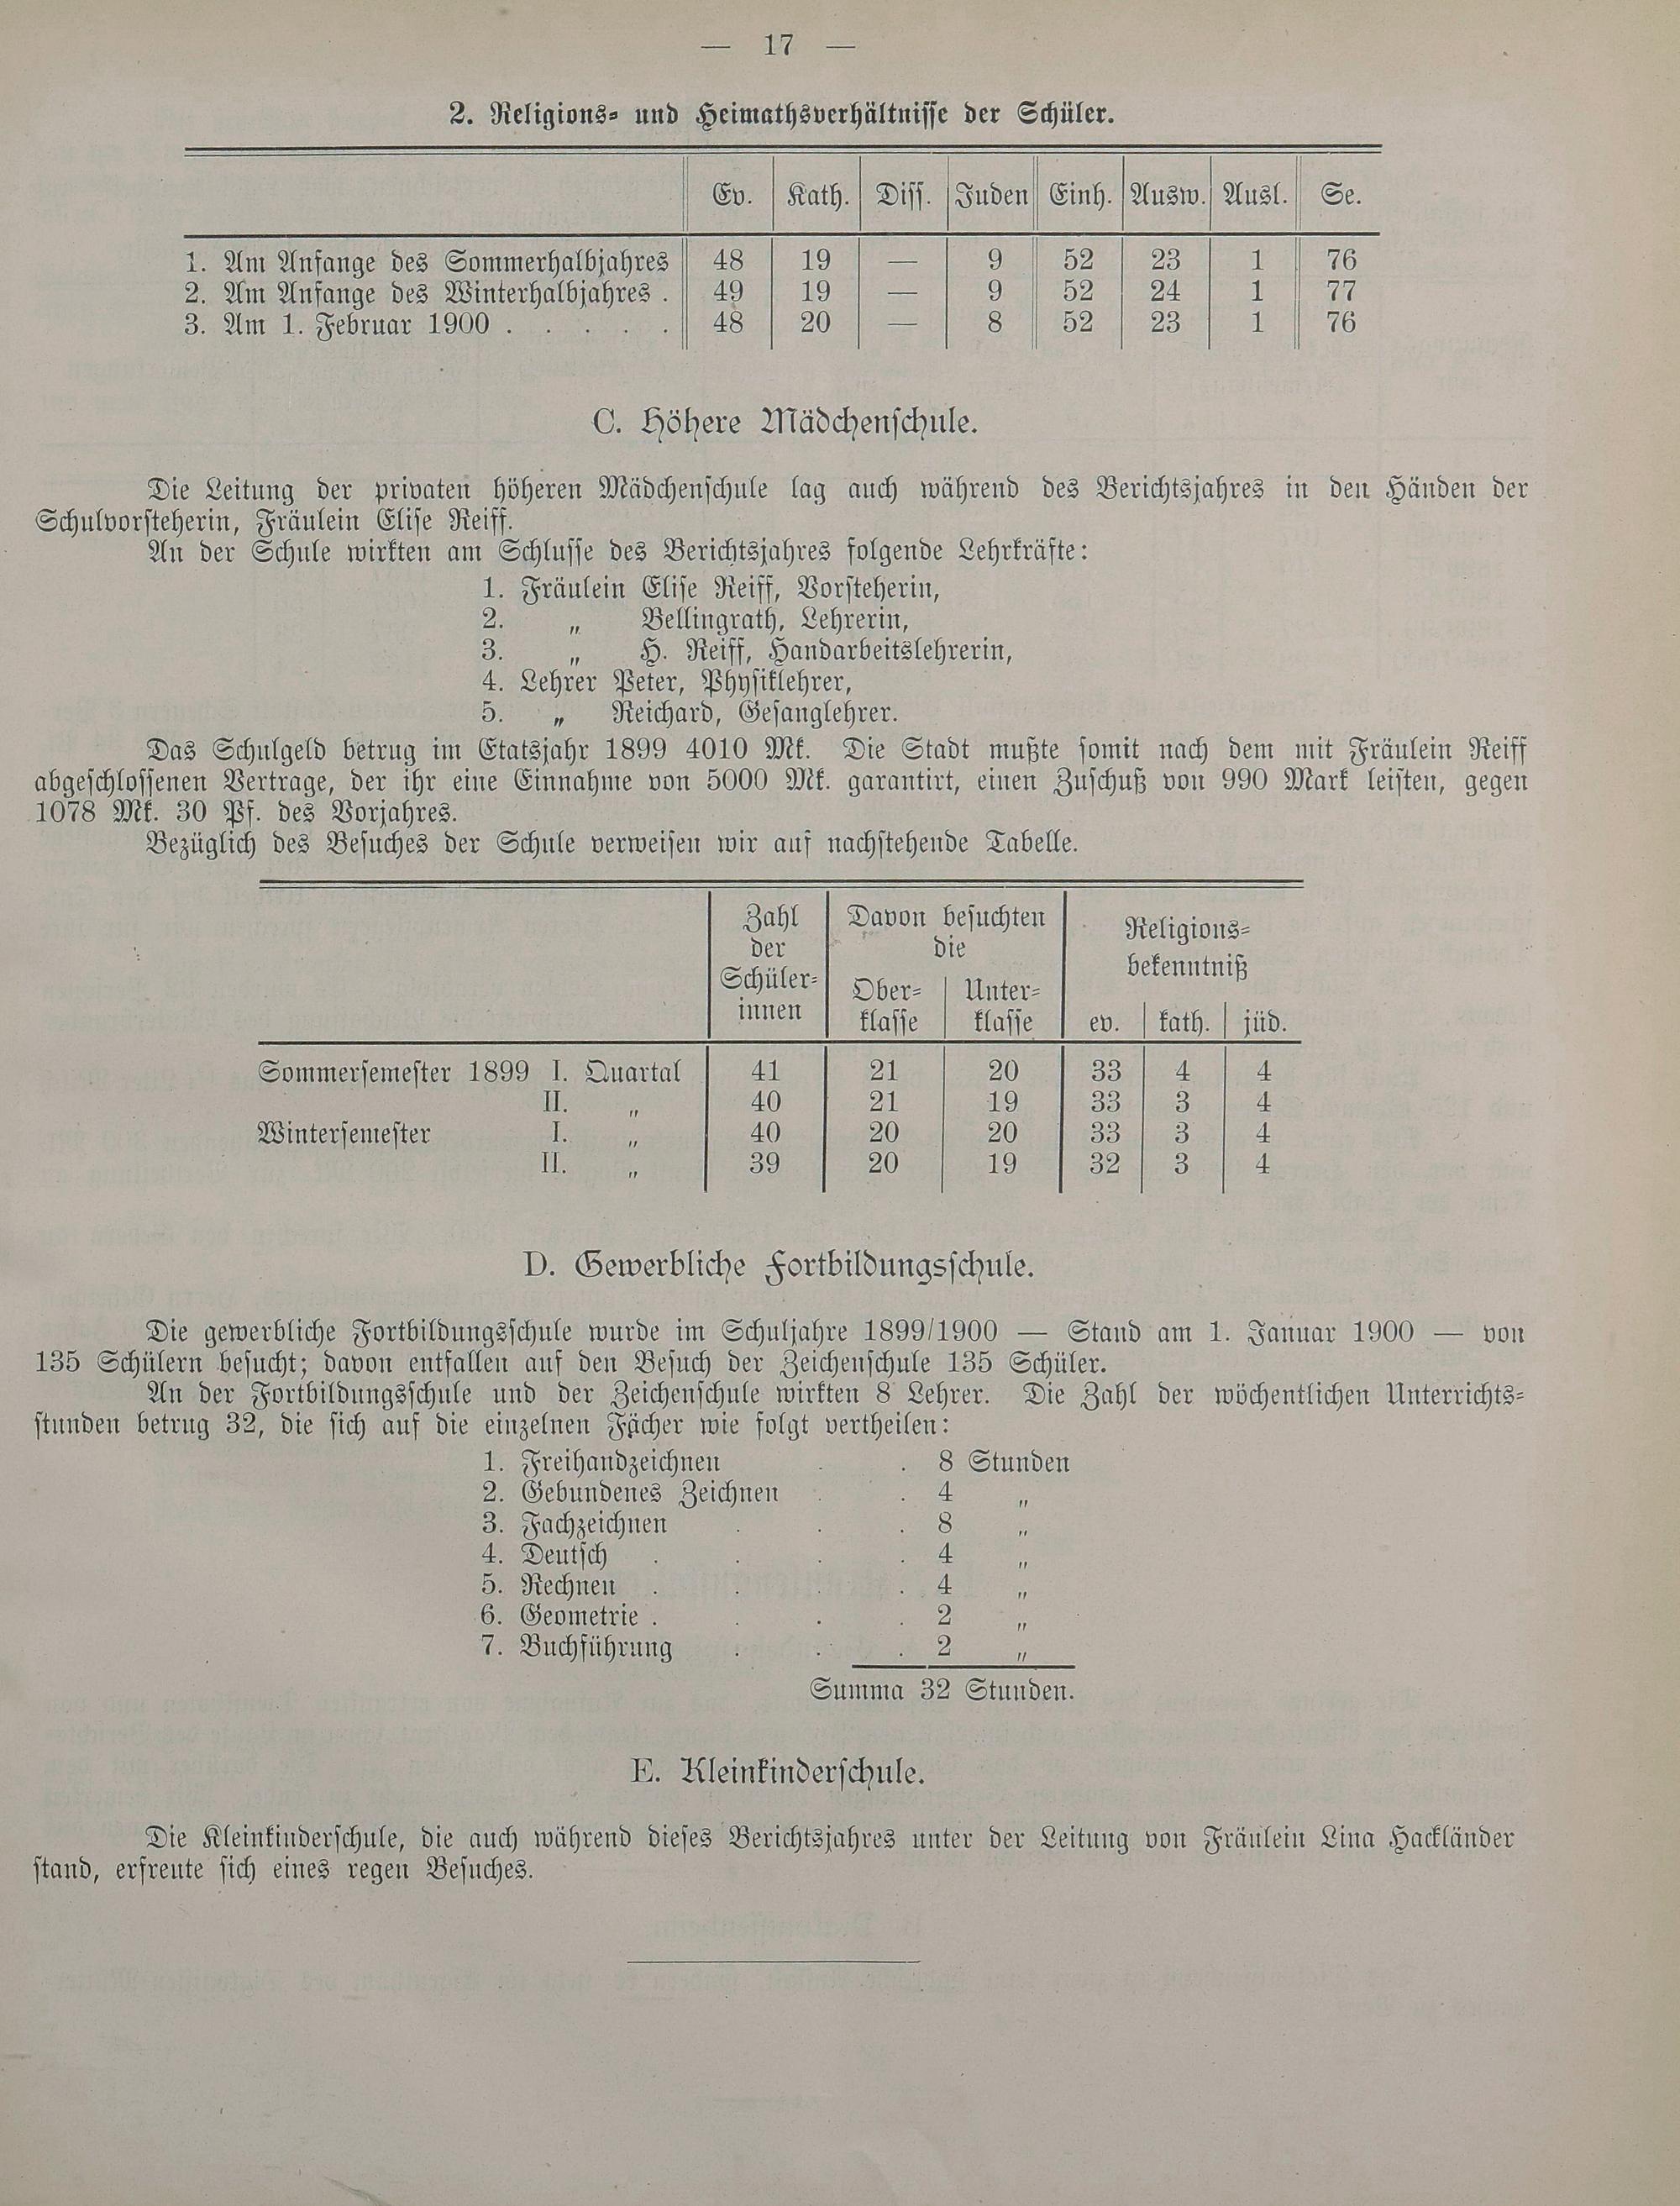 — 17 —
2. Religions- und Heimathsverhältnisse der Schüler.
Ev. Kath. Diss. Juden Einh. Ausw. Ausl. Se.
1. Am Anfange des Sommerhalbjahres 48 19 — 9 52 23 1 76
2. Am Anfange des Winterhalbjahres . 49 19 — 9 52 24 1 77
3. Am 1. Februar 1900 . . . . . . 48 20 — 8 52 23 1 76
C. Höhere Mädchenschule.
Die Leitung der privaten höheren Mädchenschule lag auch während des Berichtsjahres in den Händen der
Schulvorsteherin, Fräulein Elise Reiff.
An der Schule wirkten am Schlusse des Berichtsjahres folgende Lehrkräfte:
1. Fräulein Elise Reiff, Vorsteherin,
2. „ Bellingrath, Lehrerin,
3. „ H. Reiff, Handarbeitslehrerin,
4. Lehrer Peter, Physiklehrer,
5. „ Reichard, Gesanglehrer.
Das Schulgeld betrug im Etatsjahr 1899 4010 Mk. Die Stadt mußte somit nach dem mit Fräulein Reiff
abgeschlossenen Vertrage, der ihr eine Einnahme von 5000 Mk. garantirt, einen Zuschuß von 990 Mark leisten, gegen
1078 Mk. 30 Pf. des Vorjahres.
Bezüglich des Besuches der Schule verweisen wir auf nachstehende Tabelle.
Zahl Davon besuchten Religions-
der die bekenntniß
Schüler- Ober- Unter-
innen klasse klasse ev. kath. jüd.
Sommersemester 1899 I. Quartal 41 21 20 33 4 4
II. „ 40 21 19 33 3 4
Wintersemester I. „ 40 20 20 33 3 4
II. „ 39 20 19 32 3 4
D. Gewerbliche Fortbildungsschule.
Die gewerbliche Fortbildungsschule wurde im Schuljahre 1899/1900 — Stand am 1. Januar 1900 — von
135 Schülern besucht; davon entfallen auf den Besuch der Zeichenschule 135 Schüler.
An der Fortbildungsschule und der Zeichenschule wirkten 8 Lehrer. Die Zahl der wöchentlichen Unterrichts-
stunden betrug 32, die sich auf die einzelnen Fächer wie folgt vertheilen:
1. Freihandzeichnen . . 8 Stunden
2. Gebundenes Zeichnen . . 4 „
3. Fachzeichnen . . . 8 „
4. Deutsch . . . . 4 „
5. Rechnen . . . . 4 „
6. Geometrie . . . . 2 „
7. Buchführung . . . 2 „
Summa 32 Stunden.
E. Kleinkinderschule.
Die Kleinkinderschule, die auch während dieses Berichtsjahres unter der Leitung von Fräulein Lina Hackländer
stand, erfreute sich eines regen Besuches.